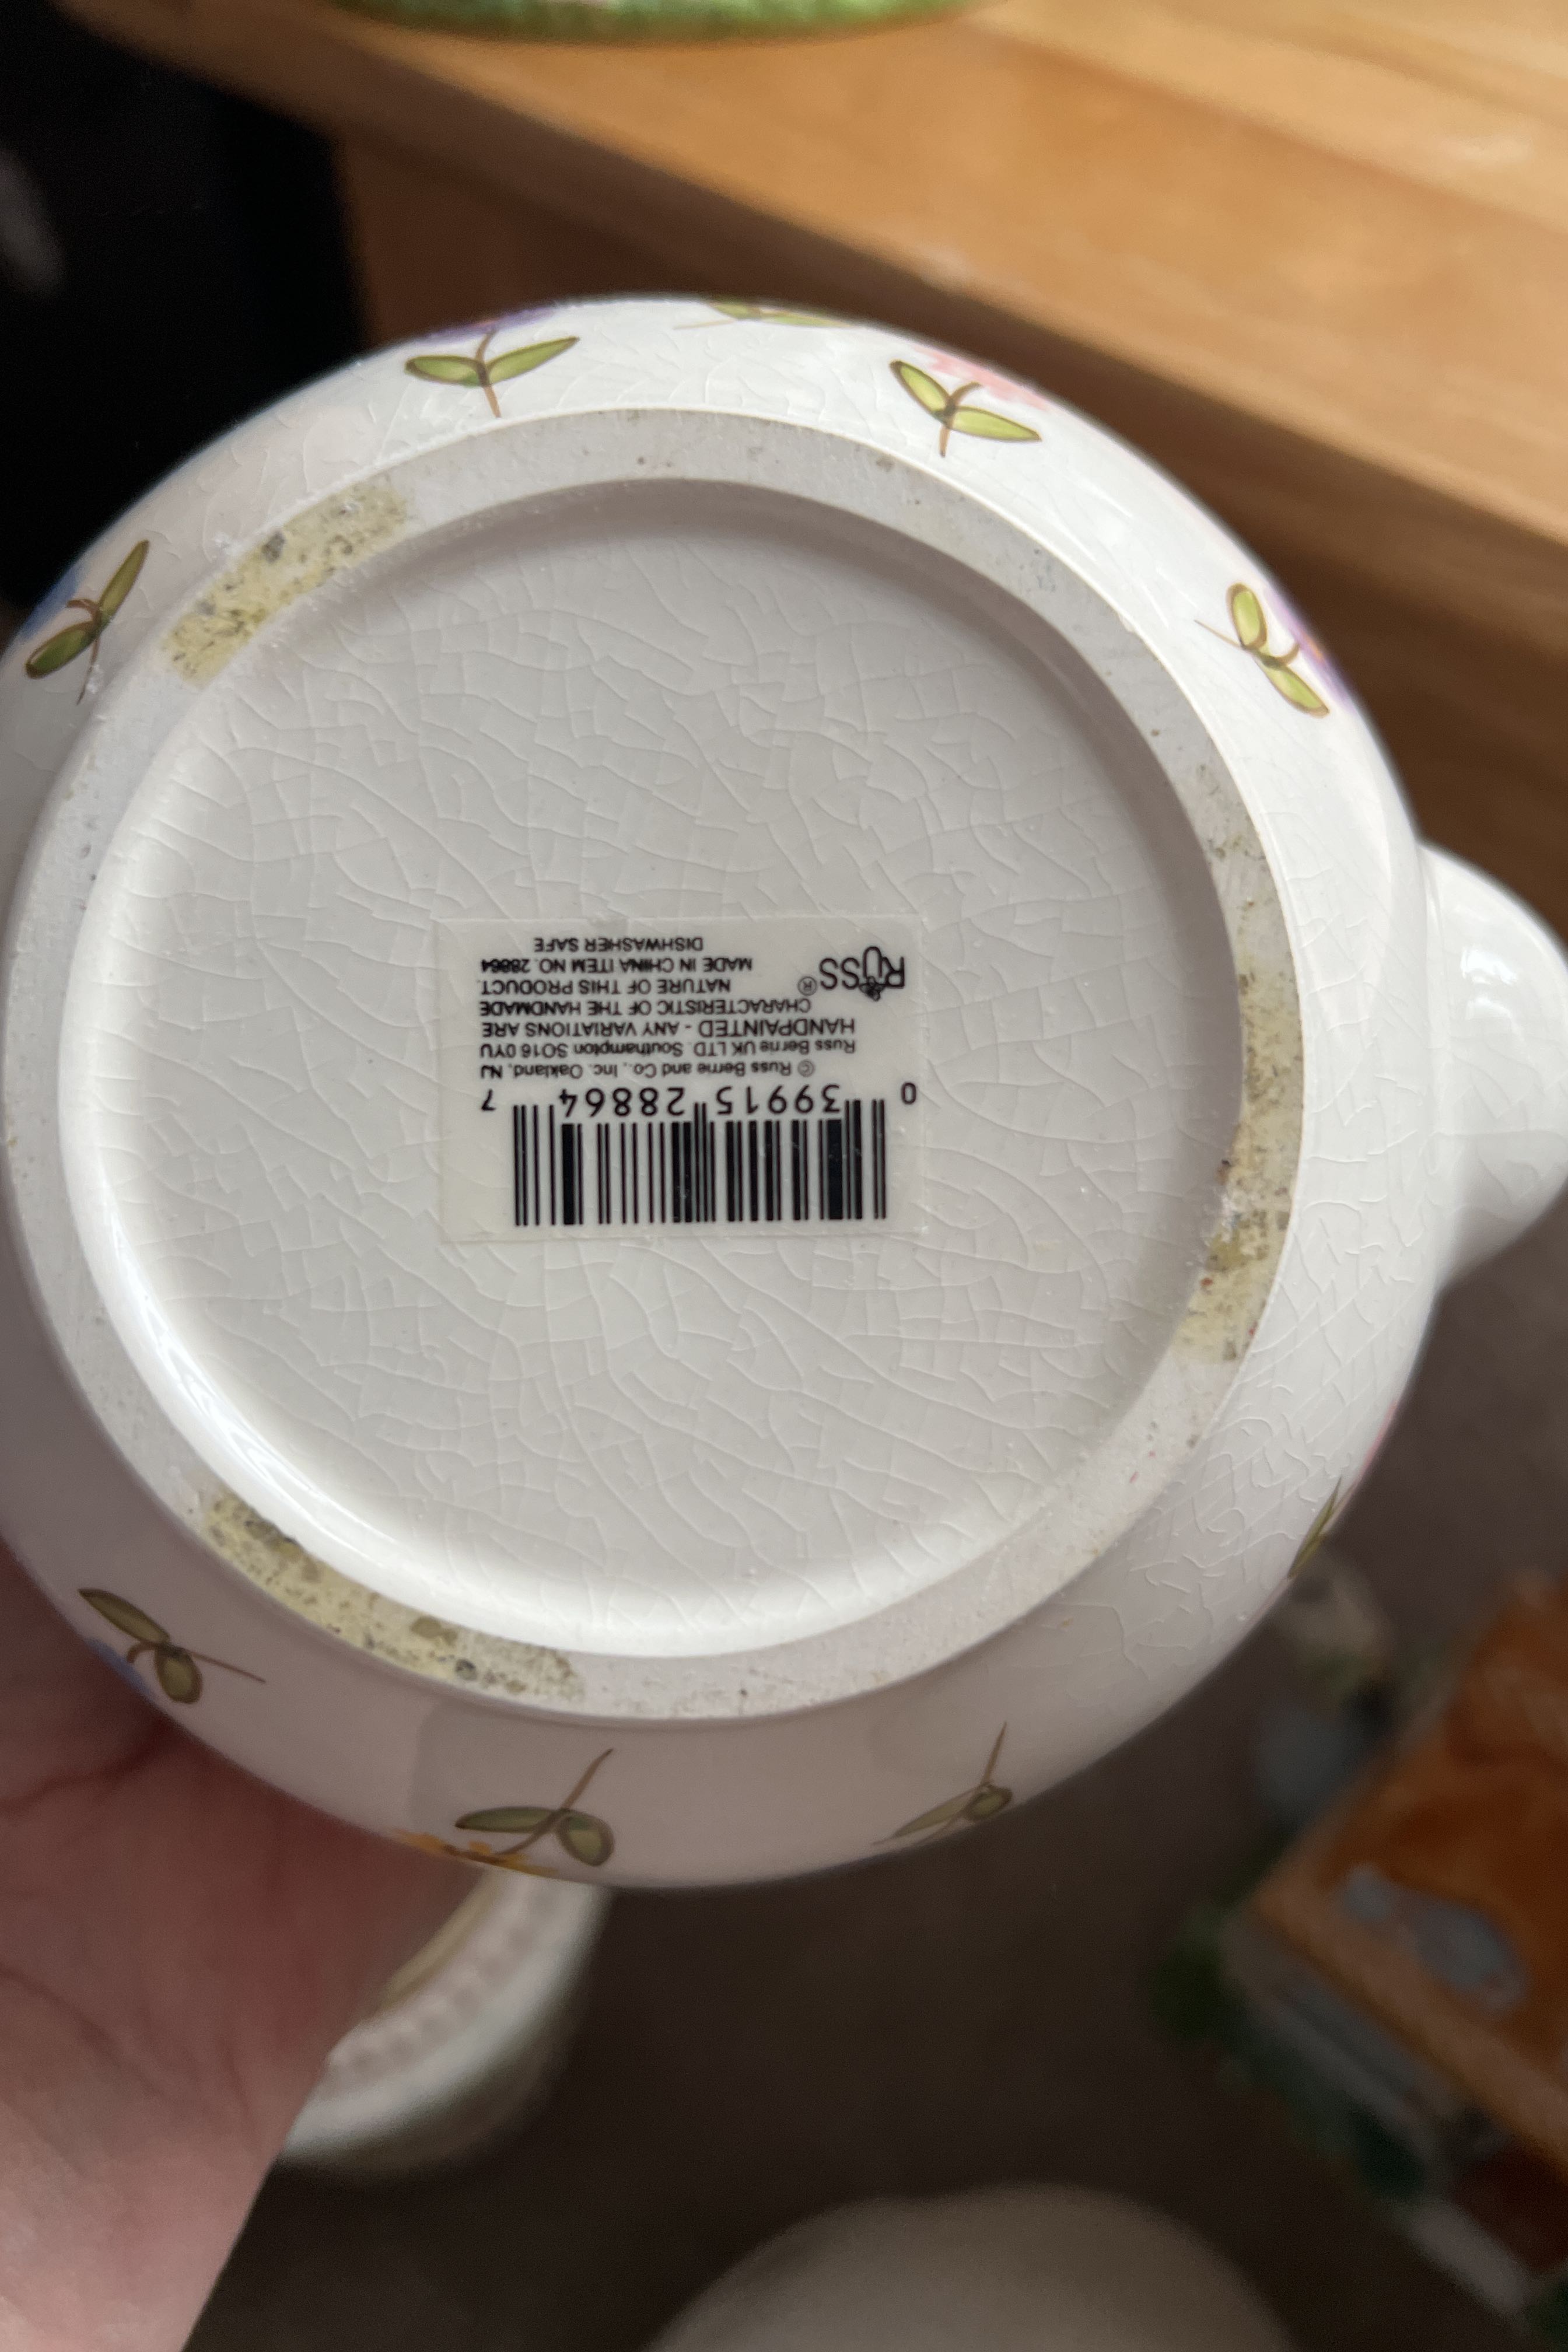 0 39915 28864 7
© Russ Berrie and Co., Inc. Oakland, NJ
Russ Berrie UK LTD. Southampton SO16 0YU
HANDPAINTED - ANY VARIATIONS ARE
CHARACTERISTIC OF THE HANDMADE
NATURE OF THIS PRODUCT.
MADE IN CHINA ITEM NO. 28864
DISHWASHER SAFE
RUSS®